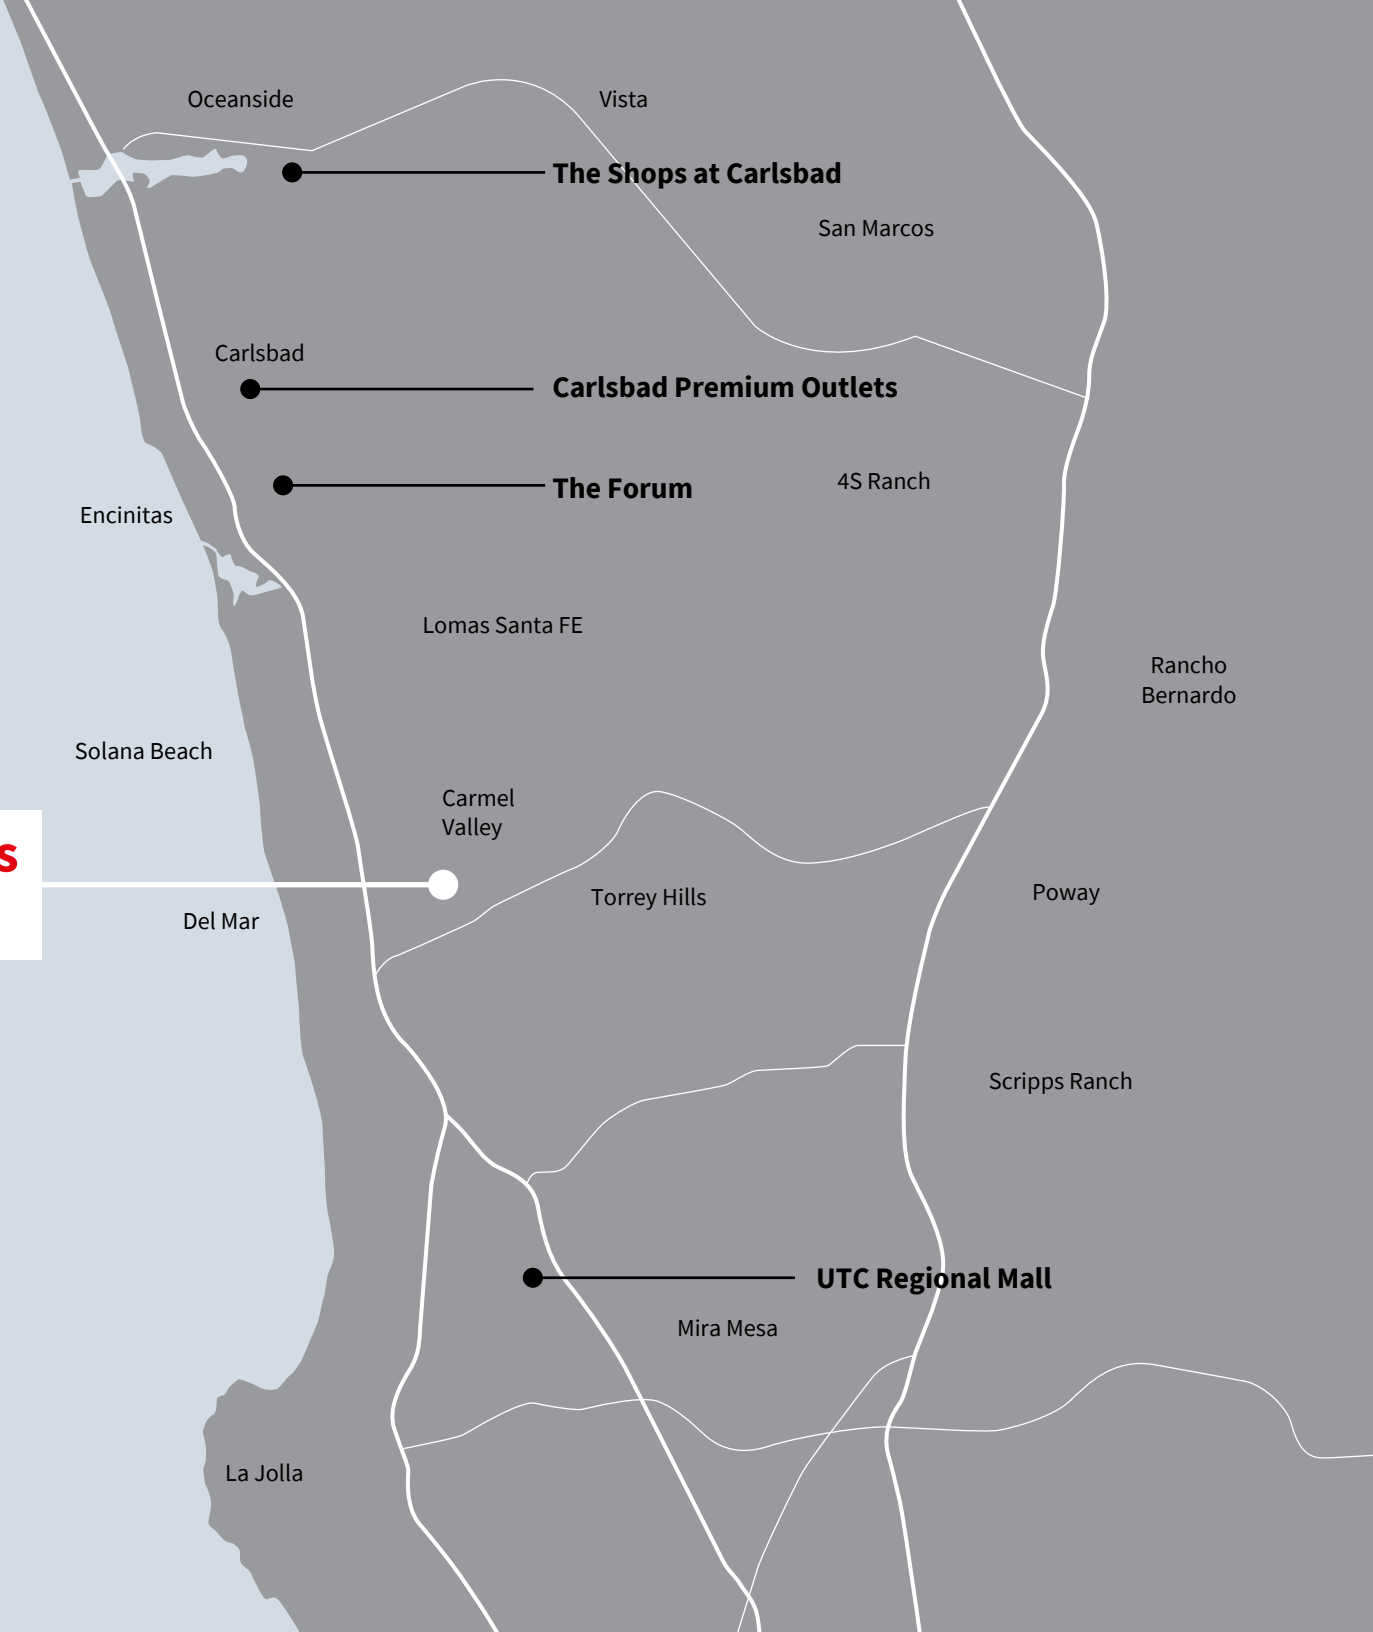 Oceanside
Vista
The Shops at Carlsbad
San Marcos
Carlsbad
Carlsbad Premium Outlets
4S Ranch
The Forum
Encinitas
Lomas Santa FE
Rancho
Bernardo
Solana Beach
Carmel
Valley
s
Torrey Hills
Poway
Del Mar
Scripps Ranch
UTC Regional Mall
Mira Mesa
La Jolla